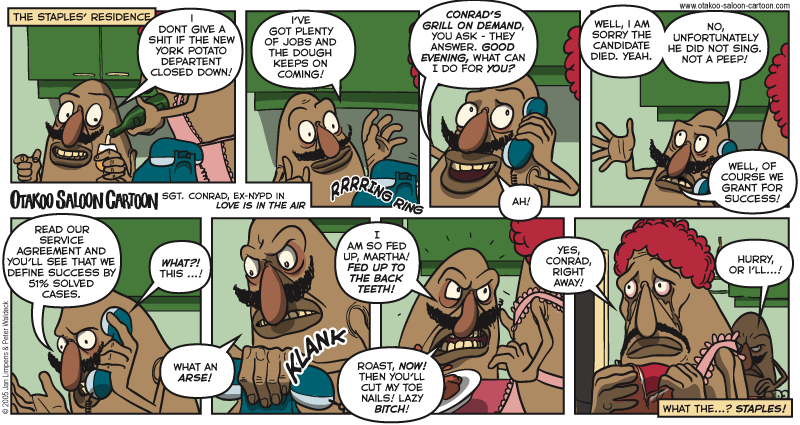 www.otakoo-saloon-cartoon.com
THE STAPLES' RESIDENCE
I
DONT GIVE A
SHIT IF THE NEW
YORK POTATO
DEPARTENT
CLOSED DOWN!
I'VE
GOT PLENTY
OF JOBS AND
THE DOUGH
KEEPS ON
COMING!
RRRRING RING
CONRAD'S
GRILL ON DEMAND,
YOU ASK - THEY
ANSWER. GOOD
EVENING, WHAT CAN
I DO FOR YOU?
AH!
WELL, I AM
SORRY THE
CANDIDATE
DIED. YEAH.
NO,
UNFORTUNATELY
HE DID NOT SING.
NOT A PEEP!
WELL, OF
COURSE WE
GRANT FOR
SUCCESS!
OTAKOO SALOON CARTOON
SGT. CONRAD, EX-NYPD IN
LOVE IS IN THE AIR
READ OUR
SERVICE
AGREEMENT AND
YOU'LL SEE THAT WE
DEFINE SUCCESS BY
51% SOLVED
CASES.
WHAT?!
THIS ...!
WHAT AN
ARSE!
KLANK
I
AM SO FED
UP, MARTHA!
FED UP TO
THE BACK
TEETH!
ROAST, NOW!
THEN YOU'LL
CUT MY TOE
NAILS! LAZY
BITCH!
YES,
CONRAD,
RIGHT
AWAY!
HURRY,
OR I'LL...!
WHAT THE...? STAPLES!
© 2005 Jan Limpens & Peter Waldeck